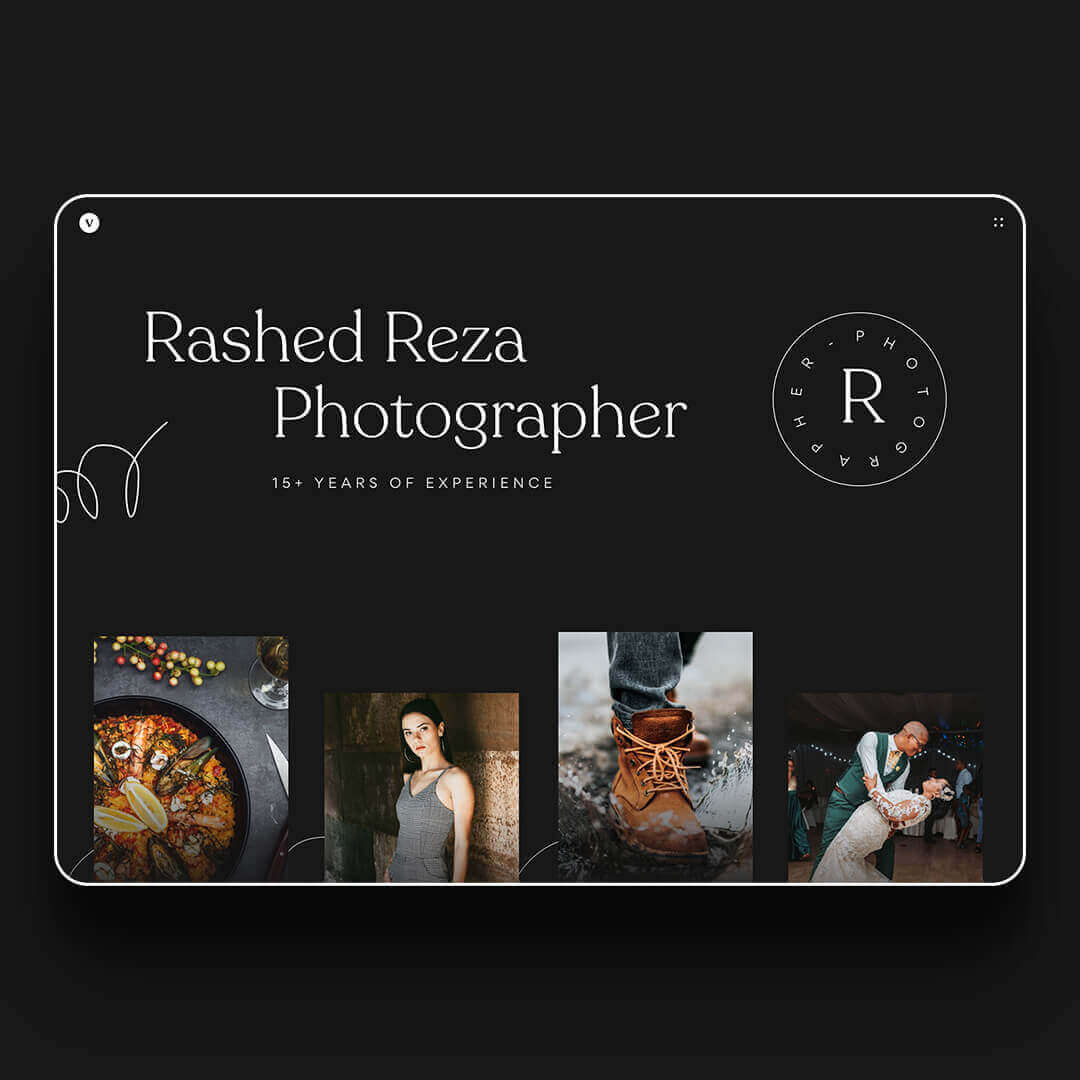 V
Rashed Reza
Photographer
15+ YEARS OF EXPERIENCE
R
PHOTOGRAPHER -